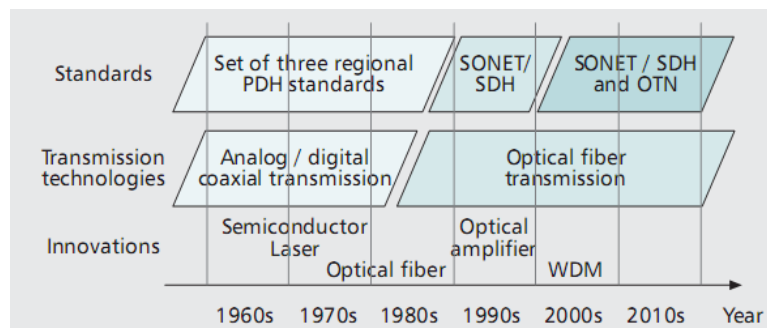 Standards
Set of three regional
PDH standards
SONET/
SDH
SONET / SDH
and OTN
Transmission
technologies
Analog / digital
coaxial transmission
Optical fiber
transmission
Innovations
Semiconductor
Laser
Optical
amplifier
Optical fiber
WDM
1960s 1970s 1980s 1990s 2000s 2010s Year